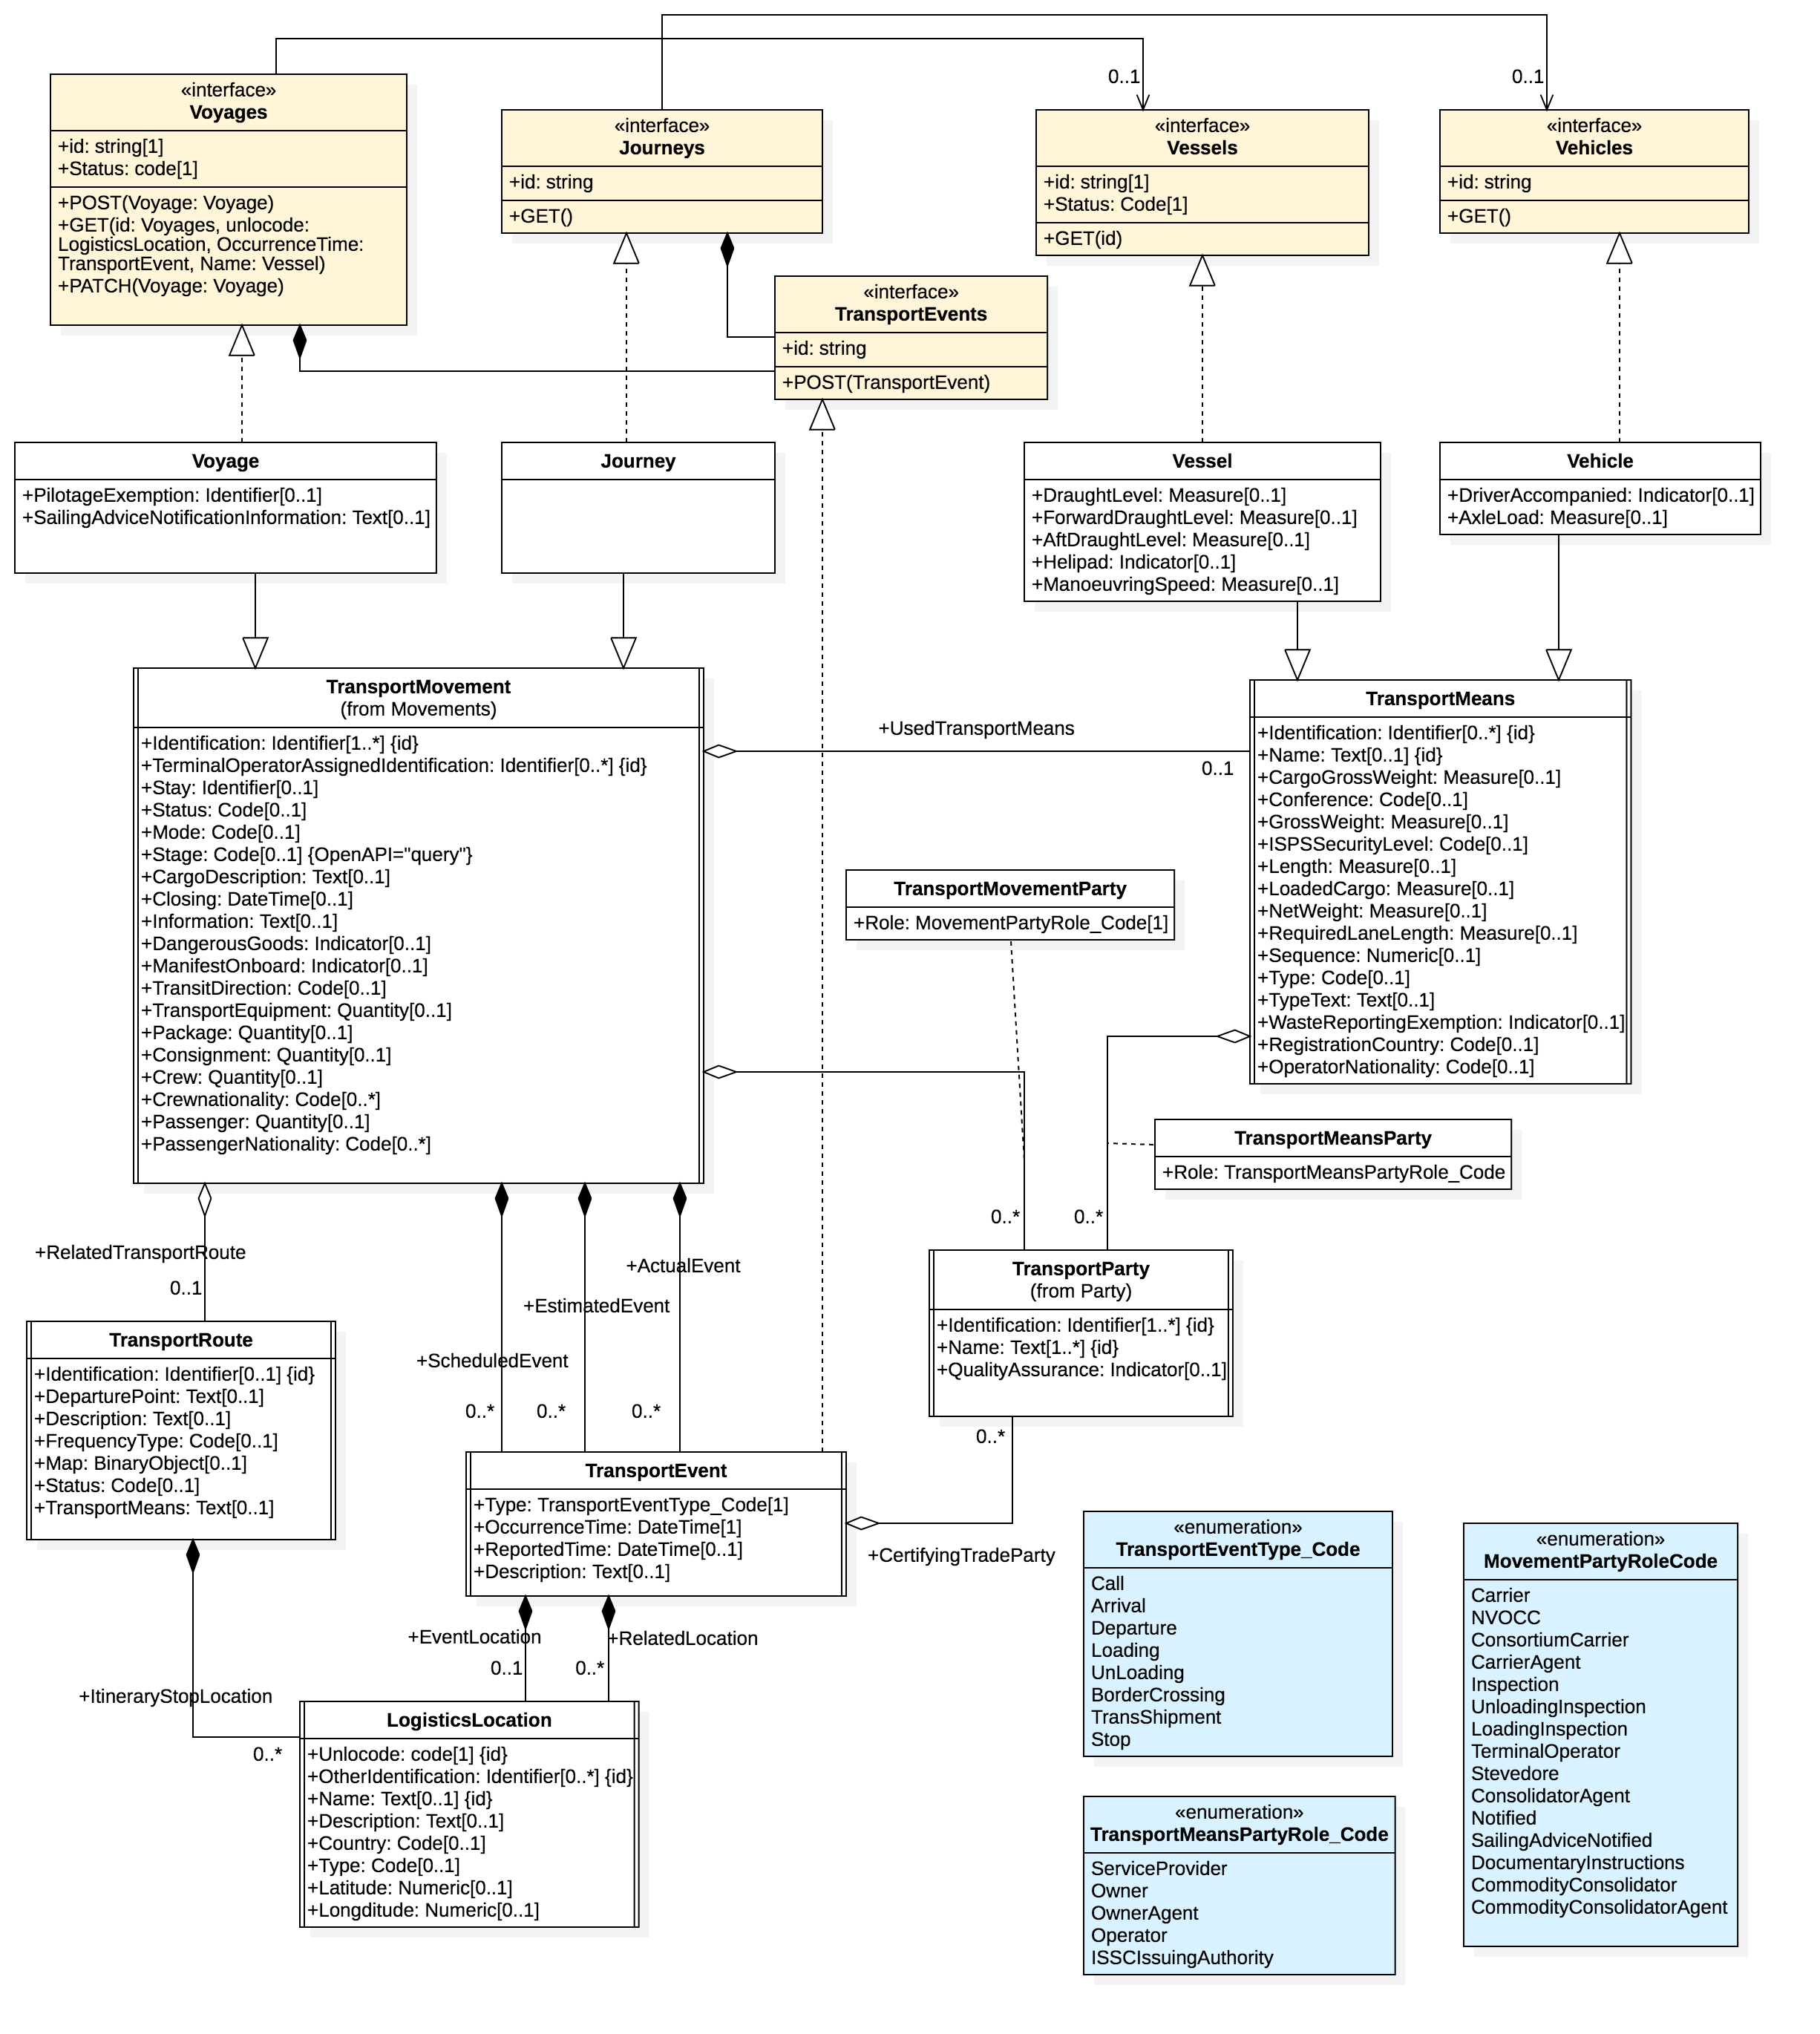 0..1
0..1
«interface»
Voyages
+id: string[1]
+Status: code[1]
+POST(Voyage: Voyage)
+GET(id: Voyages, unlocode:
LogisticsLocation, OccurrenceTime:
TransportEvent, Name: Vessel)
+PATCH(Voyage: Voyage)
«interface»
Journeys
+id: string
+GET()
«interface»
Vessels
+id: string[1]
+Status: Code[1]
+GET(id)
«interface»
Vehicles
+id: string
+GET()
«interface»
TransportEvents
+id: string
+POST(TransportEvent)
Voyage
+PilotageExemption: Identifier[0..1]
+SailingAdviceNotificationInformation: Text[0..1]
Journey
Vessel
+DraughtLevel: Measure[0..1]
+ForwardDraughtLevel: Measure[0..1]
+AftDraughtLevel: Measure[0..1]
+Helipad: Indicator[0..1]
+ManoeuvringSpeed: Measure[0..1]
Vehicle
+DriverAccompanied: Indicator[0..1]
+AxleLoad: Measure[0..1]
TransportMovement
(from Movements)
+Identification: Identifier[1..*] {id}
+TerminalOperatorAssignedIdentification: Identifier[0..*] {id}
+Stay: Identifier[0..1]
+Status: Code[0..1]
+Mode: Code[0..1]
+Stage: Code[0..1] {OpenAPI="query"}
+CargoDescription: Text[0..1]
+Closing: DateTime[0..1]
+Information: Text[0..1]
+DangerousGoods: Indicator[0..1]
+ManifestOnboard: Indicator[0..1]
+TransitDirection: Code[0..1]
+TransportEquipment: Quantity[0..1]
+Package: Quantity[0..1]
+Consignment: Quantity[0..1]
+Crew: Quantity[0..1]
+Crewnationality: Code[0..*]
+Passenger: Quantity[0..1]
+PassengerNationality: Code[0..*]
+UsedTransportMeans
0..1
TransportMeans
+Identification: Identifier[0..*] {id}
+Name: Text[0..1] {id}
+CargoGrossWeight: Measure[0..1]
+Conference: Code[0..1]
+GrossWeight: Measure[0..1]
+ISPSSecurityLevel: Code[0..1]
+Length: Measure[0..1]
+LoadedCargo: Measure[0..1]
+NetWeight: Measure[0..1]
+RequiredLaneLength: Measure[0..1]
+Sequence: Numeric[0..1]
+Type: Code[0..1]
+TypeText: Text[0..1]
+WasteReportingExemption: Indicator[0..1]
+RegistrationCountry: Code[0..1]
+OperatorNationality: Code[0..1]
TransportMovementParty
+Role: MovementPartyRole_Code[1]
TransportMeansParty
+Role: TransportMeansPartyRole_Code
0..*
0..*
+RelatedTransportRoute
0..1
+ActualEvent
+EstimatedEvent
+ScheduledEvent
0..*
0..*
0..*
TransportParty
(from Party)
+Identification: Identifier[1..*] {id}
+Name: Text[1..*] {id}
+QualityAssurance: Indicator[0..1]
0..*
TransportRoute
+Identification: Identifier[0..1] {id}
+DeparturePoint: Text[0..1]
+Description: Text[0..1]
+FrequencyType: Code[0..1]
+Map: BinaryObject[0..1]
+Status: Code[0..1]
+TransportMeans: Text[0..1]
TransportEvent
+Type: TransportEventType_Code[1]
+OccurrenceTime: DateTime[1]
+ReportedTime: DateTime[0..1]
+Description: Text[0..1]
+CertifyingTradeParty
+EventLocation
+RelatedLocation
0..1
0..*
+ItineraryStopLocation
0..*
LogisticsLocation
+Unlocode: code[1] {id}
+OtherIdentification: Identifier[0..*] {id}
+Name: Text[0..1] {id}
+Description: Text[0..1]
+Country: Code[0..1]
+Type: Code[0..1]
+Latitude: Numeric[0..1]
+Longditude: Numeric[0..1]
«enumeration»
TransportEventType_Code
Call
Arrival
Departure
Loading
UnLoading
BorderCrossing
TransShipment
Stop
«enumeration»
TransportMeansPartyRole_Code
ServiceProvider
Owner
OwnerAgent
Operator
ISSCIssuingAuthority
«enumeration»
MovementPartyRoleCode
Carrier
NVOCC
ConsortiumCarrier
CarrierAgent
Inspection
UnloadingInspection
LoadingInspection
TerminalOperator
Stevedore
ConsolidatorAgent
Notified
SailingAdviceNotified
DocumentaryInstructions
CommodityConsolidator
CommodityConsolidatorAgent